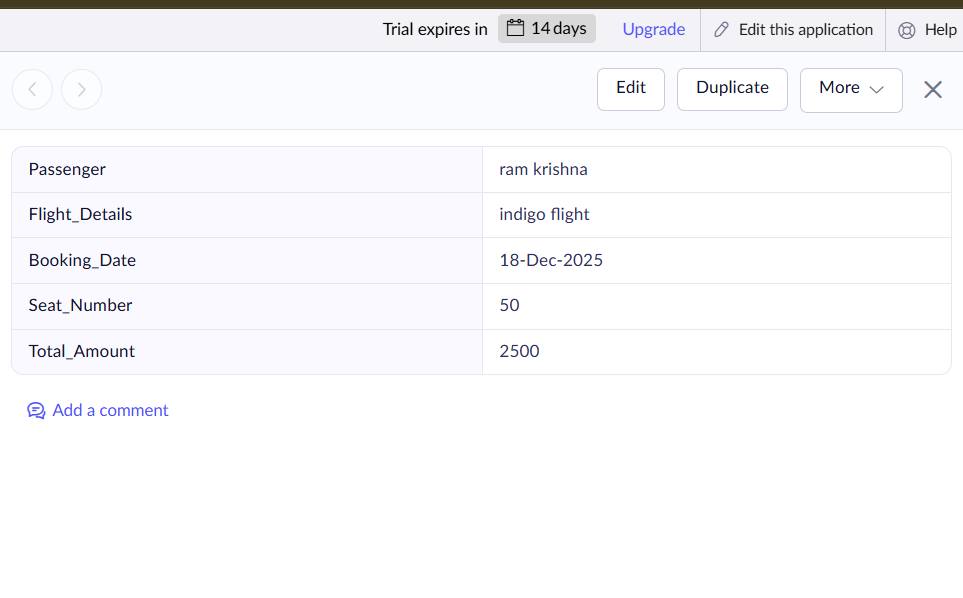 Trial expires in 14 days Upgrade Edit this application Help
Edit Duplicate More
Passenger ram krishna
Flight_Details indigo flight
Booking_Date 18-Dec-2025
Seat_Number 50
Total_Amount 2500
Add a comment